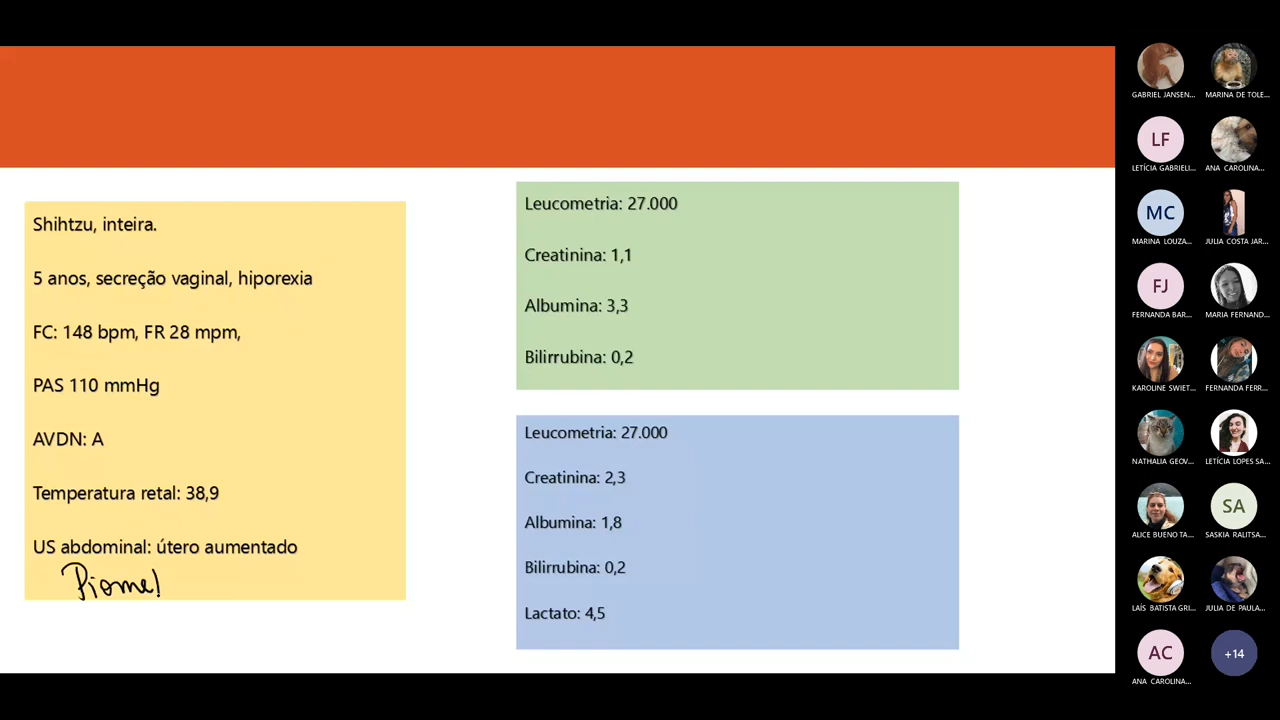 Shihtzu, inteira.
5 anos, secreção vaginal, hiporexia
FC: 148 bpm, FR 28 mpm,
PAS 110 mmHg
AVDN: A
Temperatura retal: 38,9
US abdominal: útero aumentado
Piome!
Leucometria: 27.000
Creatinina: 1,1
Albumina: 3,3
Bilirrubina: 0,2
Leucometria: 27.000
Creatinina: 2,3
Albumina: 1,8
Bilirrubina: 0,2
Lactato: 4,5
GABRIEL JANSEN...
MARINA DE TOLE...
LF
LETÍCIA GABRIELI...
ANA CAROLINA...
MC
MARINA LOUZA...
JULIA COSTA JAR...
FJ
FERNANDA BAR...
MARIA FERNAND...
KAROLINE SWIET...
FERNANDA FERR...
NATHALIA GEOV...
LETÍCIA LOPES SA...
SA
ALICE BUENO TA...
SASKIA RALITSA...
LAÍS BATISTA GRI...
JULIA DE PAULA...
AC
+14
ANA CAROLINA...